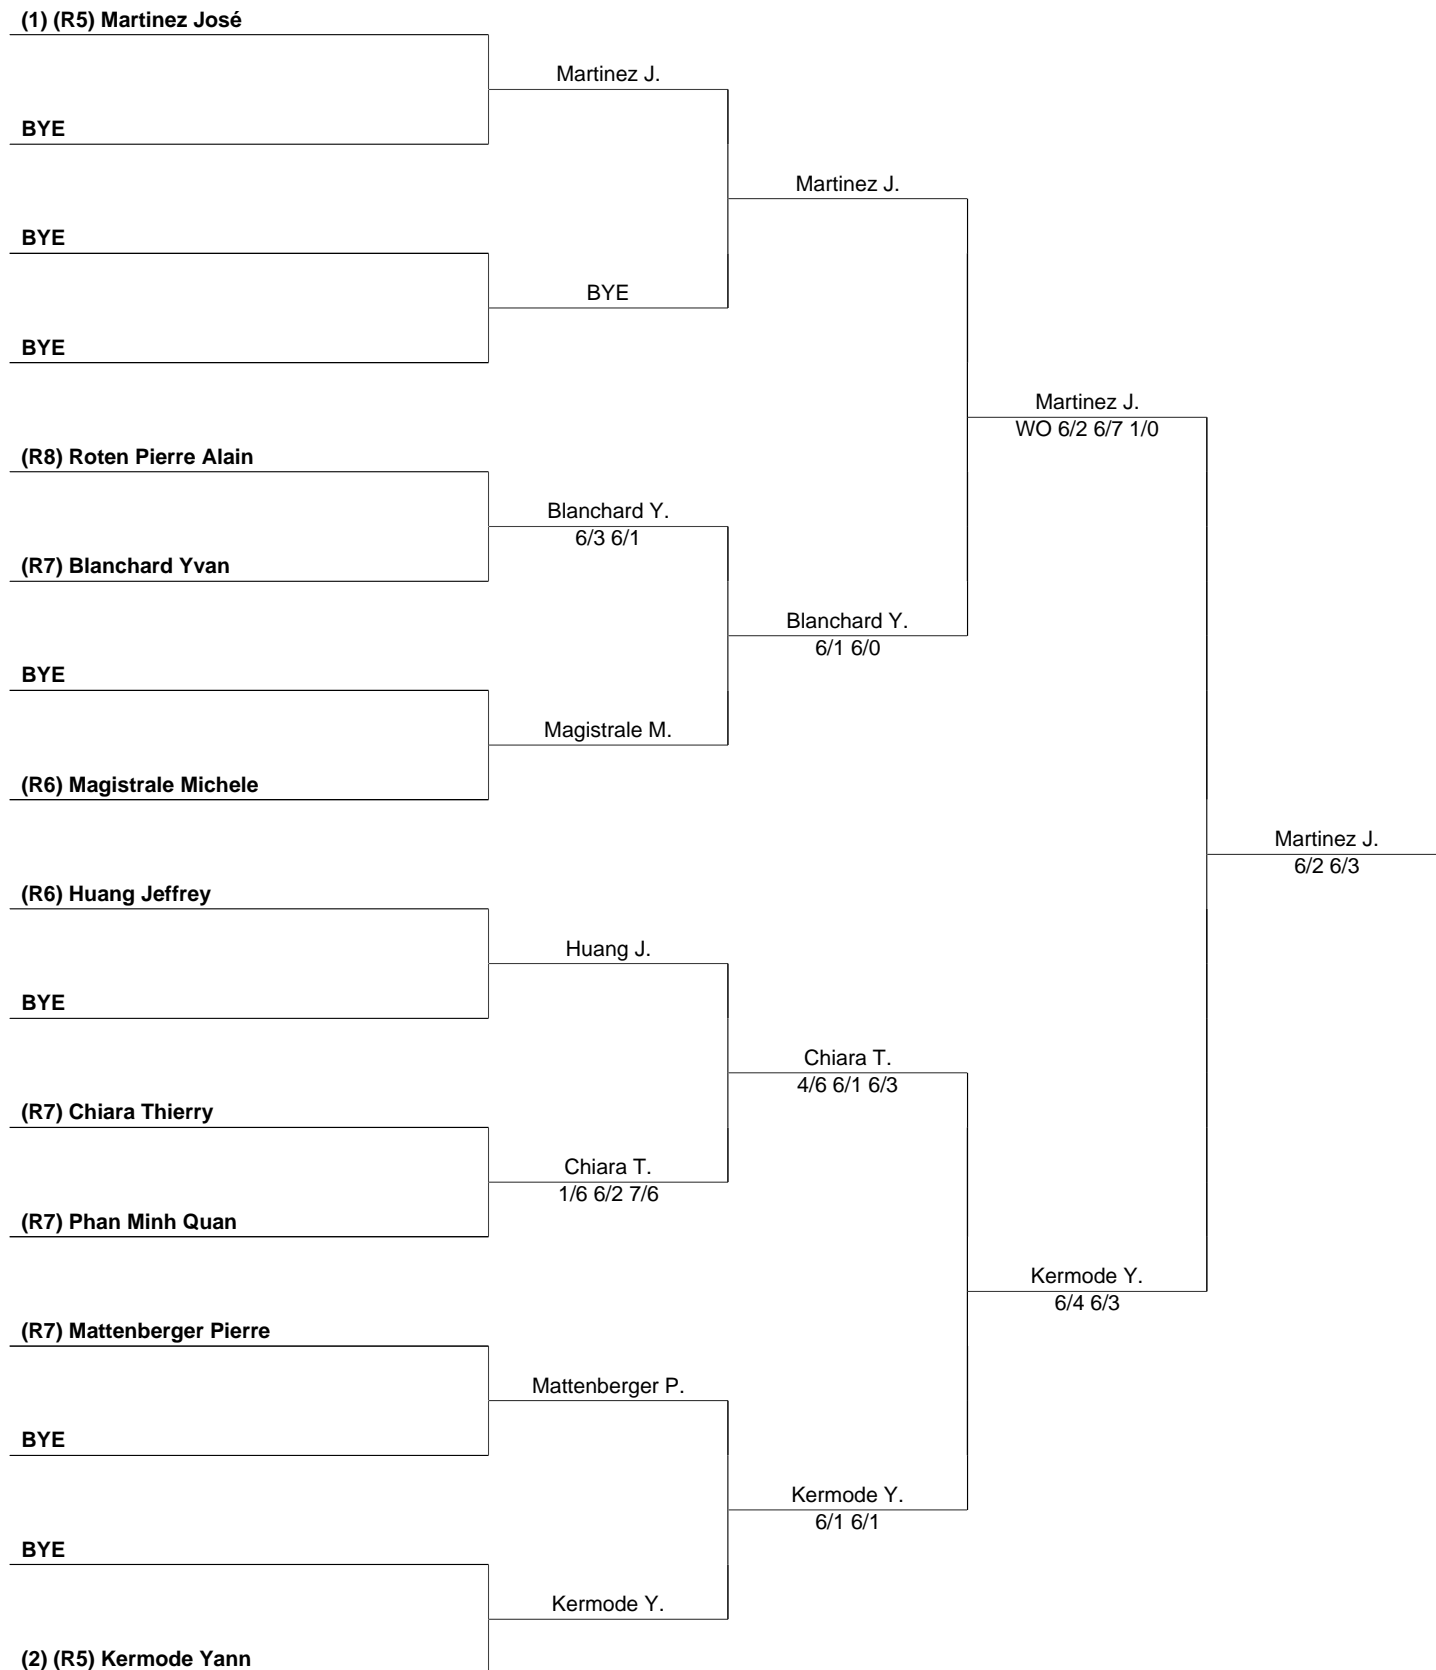 (1) (R5) Martinez José
Martinez J.
BYE
Martinez J.
BYE
BYE
BYE
Martinez J.
WO 6/2 6/7 1/0
(R8) Roten Pierre Alain
Blanchard Y.
6/3 6/1
(R7) Blanchard Yvan
Blanchard Y.
6/1 6/0
BYE
Magistrale M.
(R6) Magistrale Michele
Martinez J.
6/2 6/3
(R6) Huang Jeffrey
Huang J.
BYE
Chiara T.
4/6 6/1 6/3
(R7) Chiara Thierry
Chiara T.
1/6 6/2 7/6
(R7) Phan Minh Quan
Kermode Y.
6/4 6/3
(R7) Mattenberger Pierre
Mattenberger P.
BYE
Kermode Y.
6/1 6/1
BYE
Kermode Y.
(2) (R5) Kermode Yann